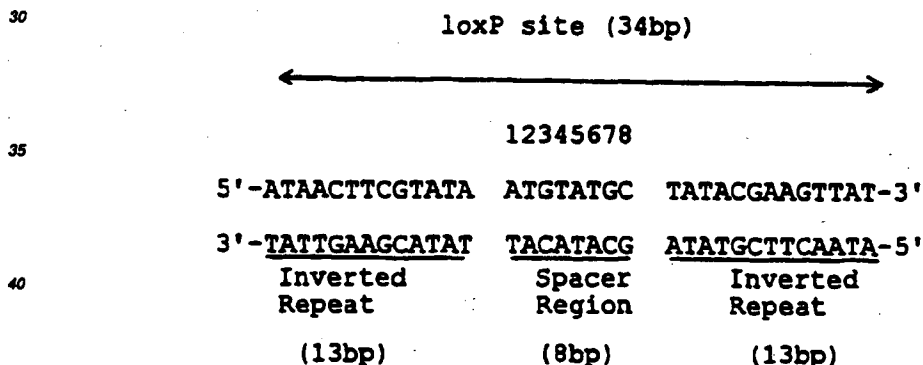 30
loxP site (34bp)
35
12345678
5'-ATAACTTCGTATA ATGTATGC TATACGAAGTTAT-3'
3'-TATTGAAGCATAT TACATACG ATATGCTTCAATA-5'
Inverted Spacer Inverted
40
Repeat Region Repeat
(13bp) (8bp) (13bp)